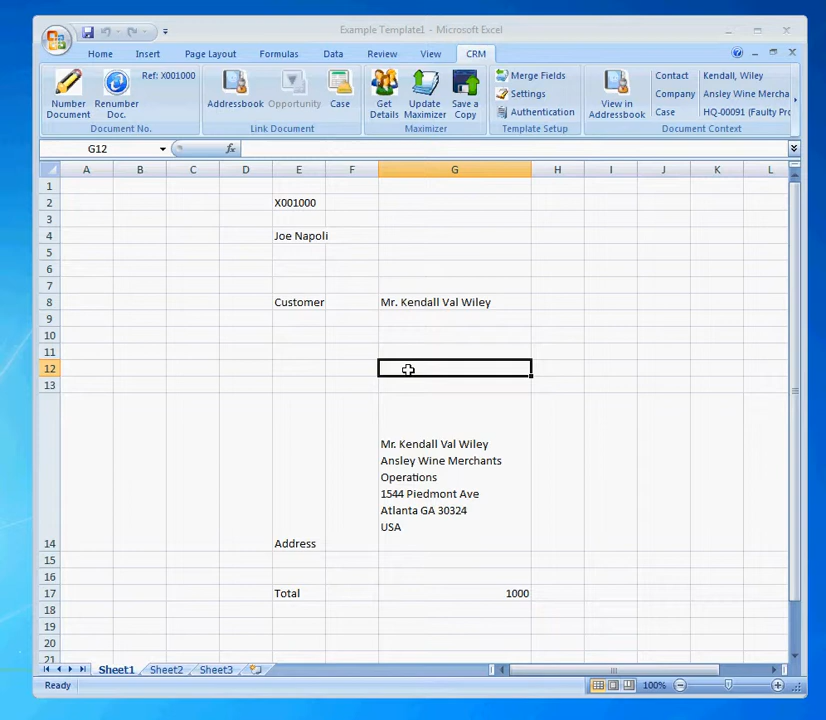 Example Template1 - Microsoft Excel
Home Insert Page Layout Formulas Data Review View CRM
Number Document
Renumber Doc.
Ref: X001000
Document No.
Addressbook
Opportunity
Case
Link Document
Get Details
Update Maximizer
Save a Copy
Maximizer
Merge Fields
Settings
Authentication
Template Setup
View in Addressbook
Contact Kendall, Wiley
Company Ansley Wine Mercha
Case HQ-00091 (Faulty Pro
Document Context
G12 fx
A B C D E F G H I J K L
1
2 X001000
3
4 Joe Napoli
5
6
7
8 Customer Mr. Kendall Val Wiley
9
10
11
12
13
Mr. Kendall Val Wiley
Ansley Wine Merchants
Operations
1544 Piedmont Ave
Atlanta GA 30324
USA
14 Address
15
16
17 Total 1000
18
19
20
21
Sheet1 Sheet2 Sheet3
Ready 100%